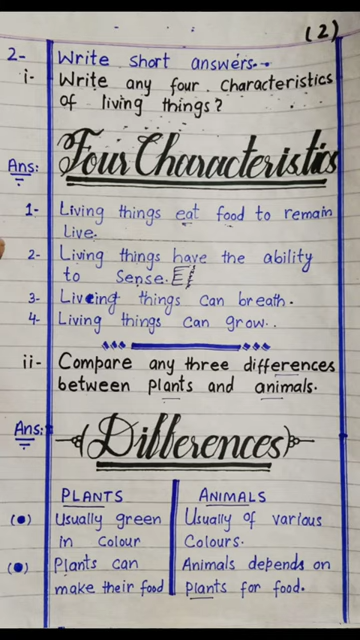 (2)
2- Write short answers.-
i- Write any four characteristics
of living things?
Ans: Four Characteristics
1- Living things eat food to remain
Live.
2- Living things have the ability
to Sense.
3- Liveing things can breath.
4- Living things can grow..
ii- Compare any three differences
between plants and animals.
Ans: Differences
PLANTS ANIMALS
(•) Usually green Usually of various
in Colour Colours.
(•) Plants can Animals depends on
make their food plants for food.